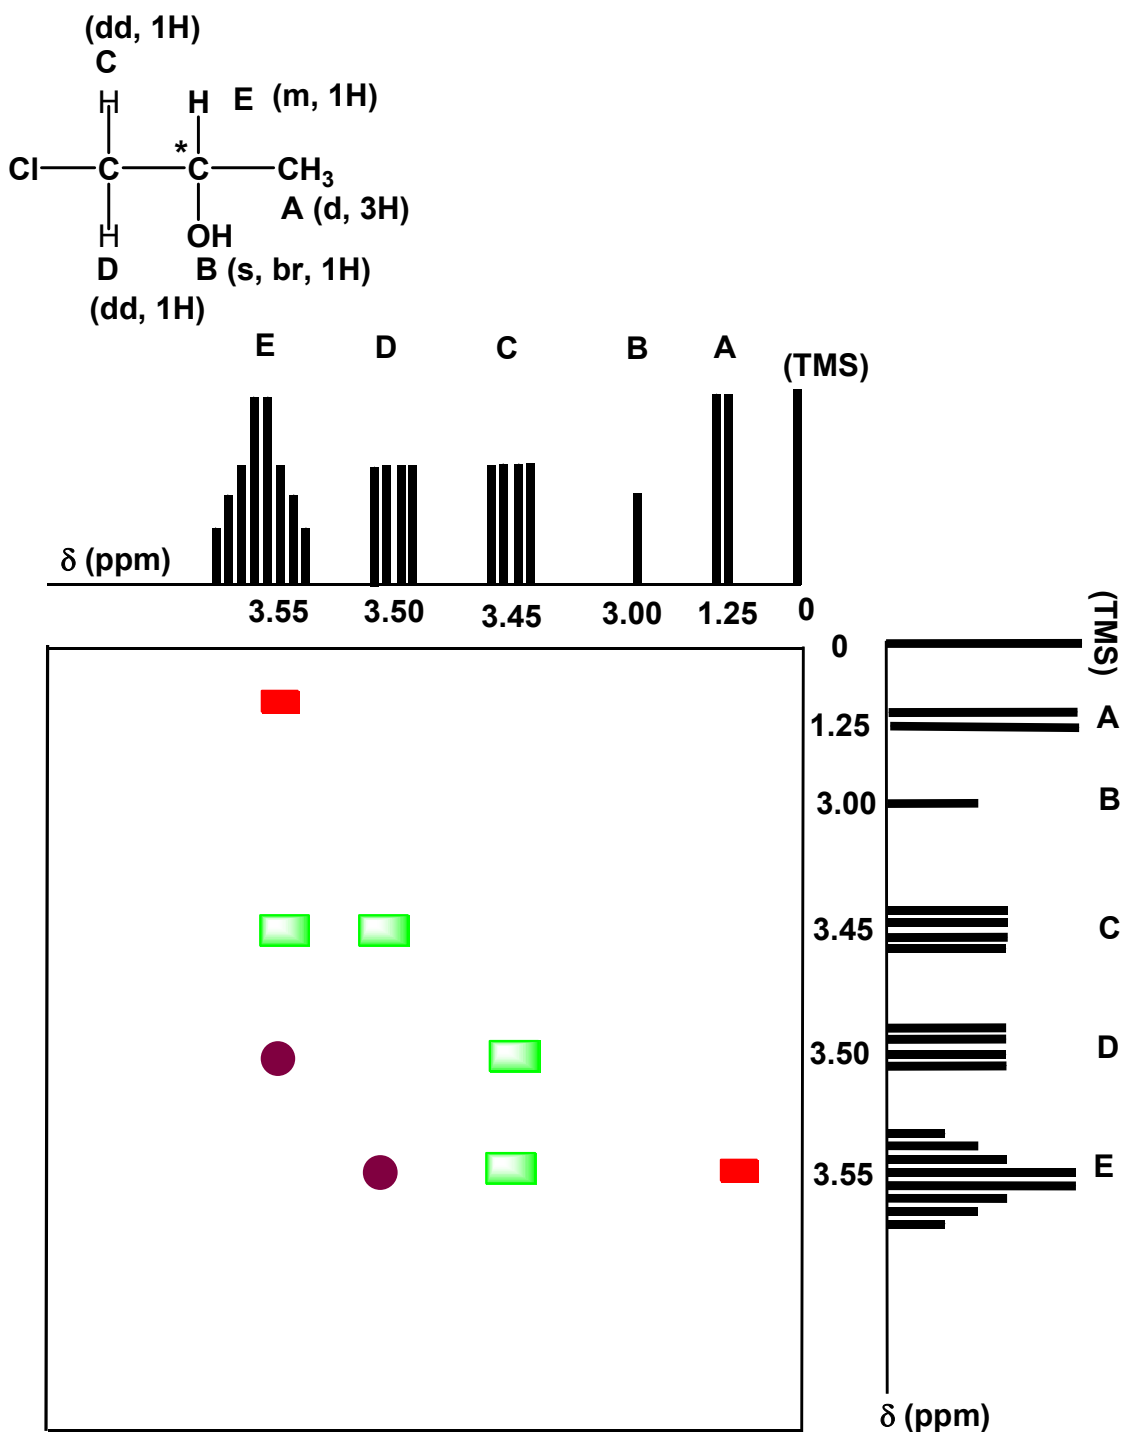 (dd, 1H)
C
H H E (m, 1H)
*
Cl C C CH3
A (d, 3H)
H OH
D B (s, br, 1H)
(dd, 1H)
E D C B A (TMS)
δ (ppm)
3.55 3.50 3.45 3.00 1.25 0
(TMS)
0
1.25 A
3.00 B
3.45 C
3.50 D
3.55 E
δ (ppm)